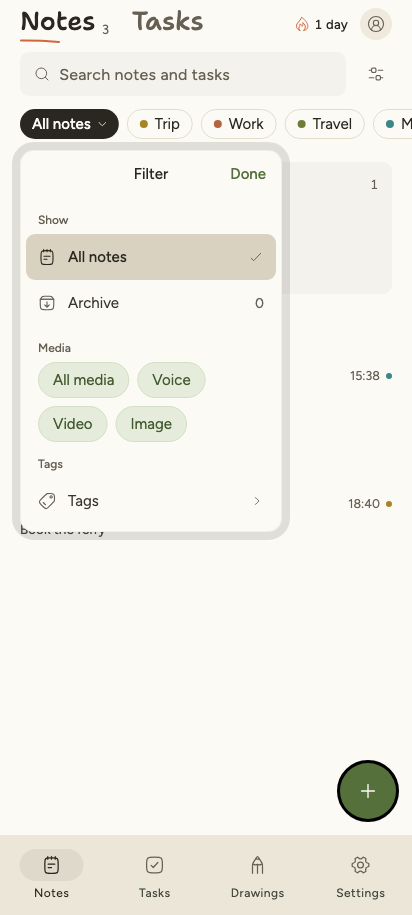 Notes 3 Tasks 1 day
Search notes and tasks
All notes Trip Work Travel M
Filter Done
1
Show
All notes
Archive 0
Media
All media Voice
15:38
Video Image
Tags
Tags
18:40
Book the ferry
Notes Tasks Drawings Settings